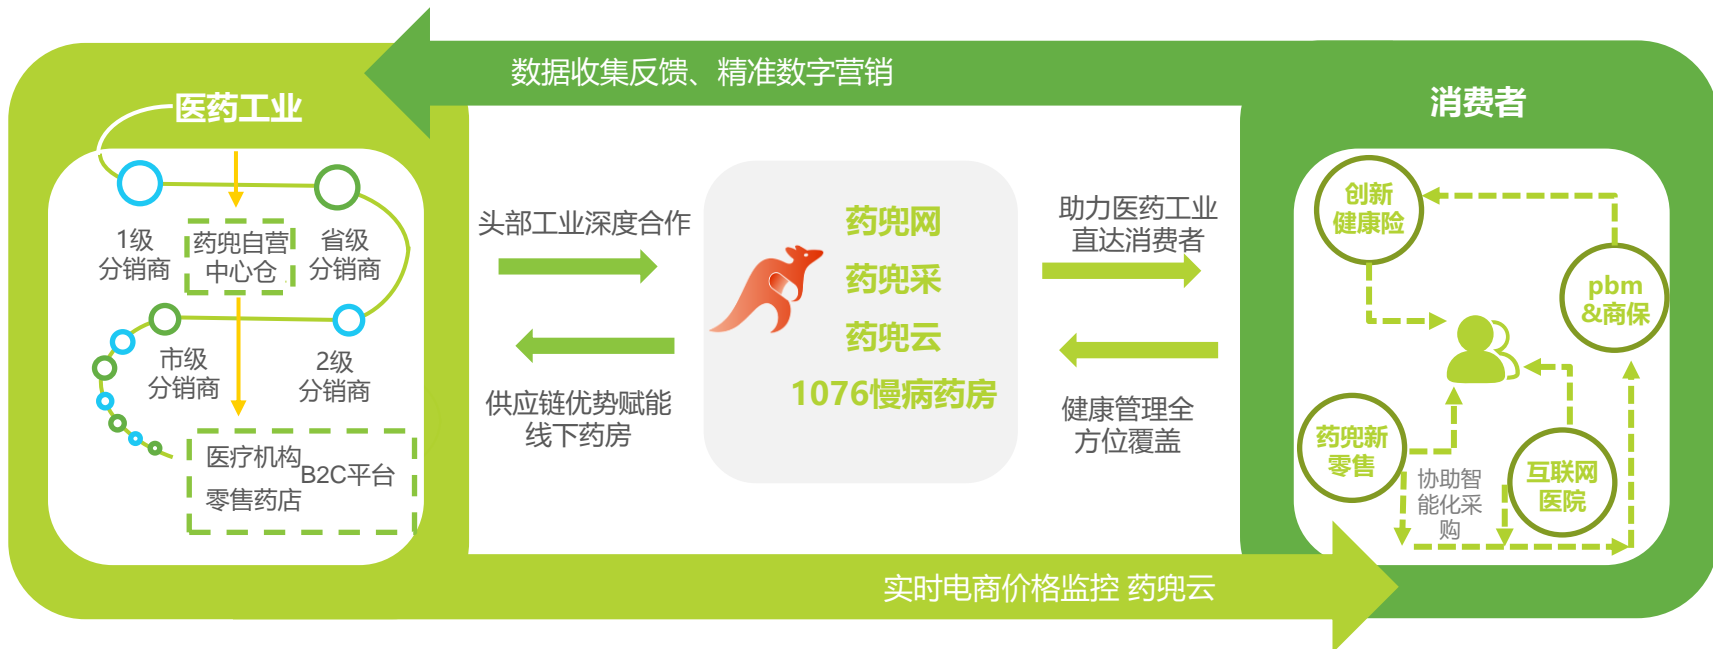 数据收集反馈、精准数字营销
医药工业
1级
分销商
药兜自营
中心仓
省级
分销商
市级
分销商
2级
分销商
医疗机构
B2C平台
零售药店
头部工业深度合作
供应链优势赋能
线下药房
药兜网
药兜采
药兜云
1076慢病药房
助力医药工业
直达消费者
健康管理全
方位覆盖
消费者
创新
健康险
pbm
&商保
药兜新
零售
协助智
能化采
购
互联网
医院
实时电商价格监控 药兜云